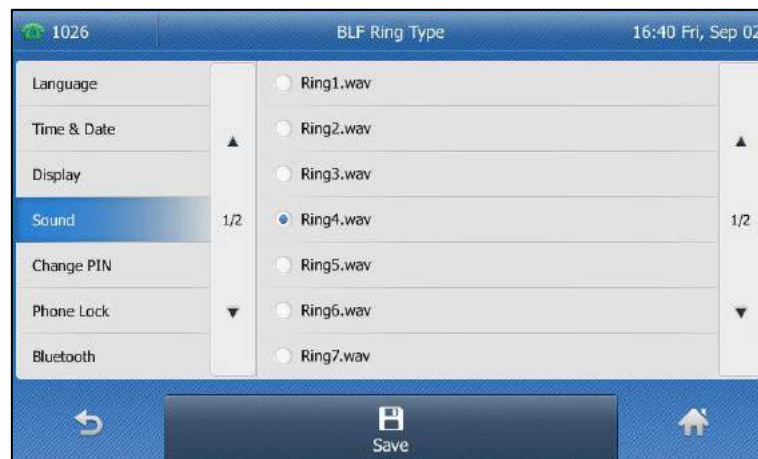 1026
BLF Ring Type
16:40 Fri, Sep 02
Language
Time & Date
Display
Sound
Change PIN
Phone Lock
Bluetooth
1/2
Ring1.wav
Ring2.wav
Ring3.wav
Ring4.wav
Ring5.wav
Ring6.wav
Ring7.wav
1/2
Save